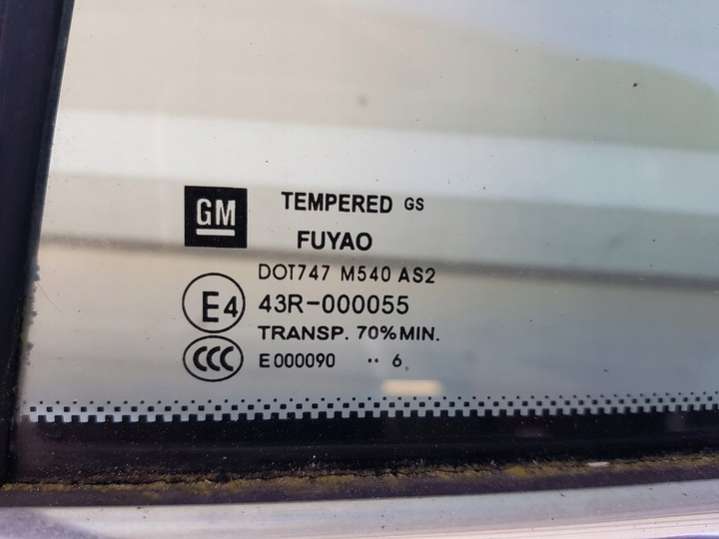 GM TEMPERED GS
FUYAO
DOT747 M540 AS2
E4 43R-000055
TRANSP. 70% MIN.
CCC E000090 ·· 6